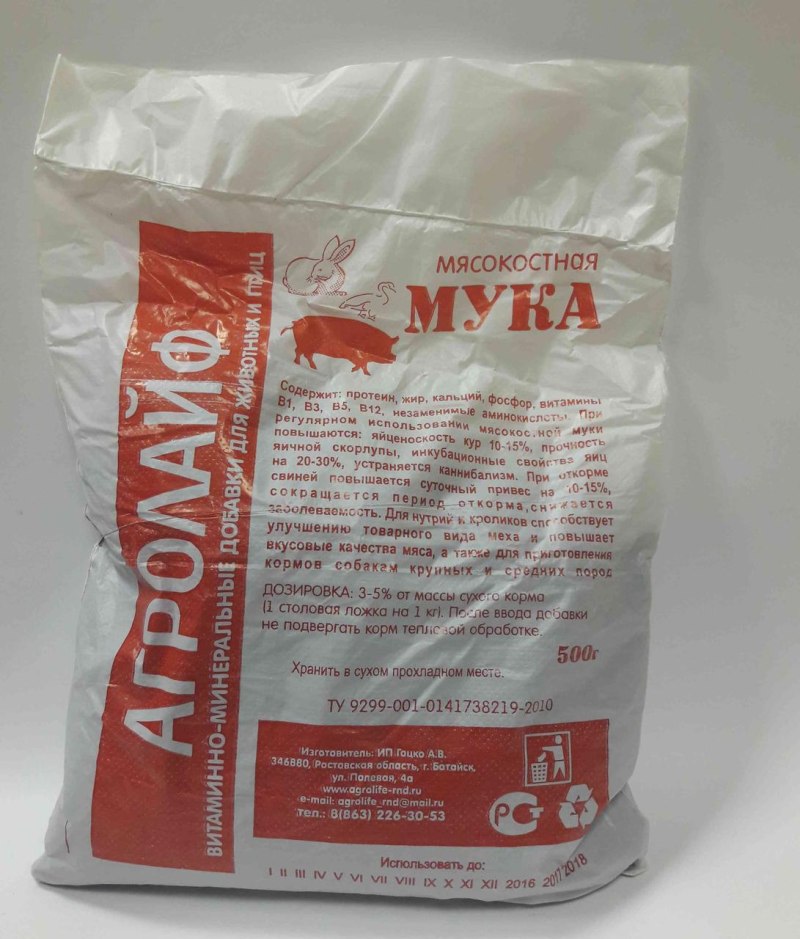 АГРОЛАЙФ
ВИТАМИННО-МИНЕРАЛЬНЫЕ ДОБАВКИ ДЛЯ ЖИВОТНЫХ И ПТИЦ
МЯСОКОСТНАЯ
МУКА
Содержит: протеин, жир, кальций, фосфор, витамины
В1, В3, В5, В12, незаменимые аминокислоты. При
регулярном использовании мясокостной муки
повышаются: яйценоскость кур 10-15%, прочность
яичной скорлупы, инкубационные свойства яиц
на 20-30%, устраняется каннибализм. При откорме
свиней повышается суточный привес на 10-15%,
сокращается период откорма, снижается
заболеваемость. Для нутрий и кроликов способствует
улучшению товарного вида меха и повышает
вкусовые качества мяса, а также для приготовления
кормов собакам крупных и средних пород
ДОЗИРОВКА: 3-5% от массы сухого корма
(1 столовая ложка на 1 кг). После ввода добавки
не подвергать корм тепловой обработке.
500г
Хранить в сухом прохладном месте.
ТУ 9299-001-0141738219-2010
Изготовитель: ИП Гоцко А.В.
346880, Ростовская область, г. Батайск,
ул. Полевая, 4а
www.agrolife-rnd.ru
e-mail: agrolife_rnd@mail.ru
тел.: 8(863) 226-30-53
РСТ
Использовать до:
I II III IV V VI VII VIII IX X XI XII 2016 2017 2018